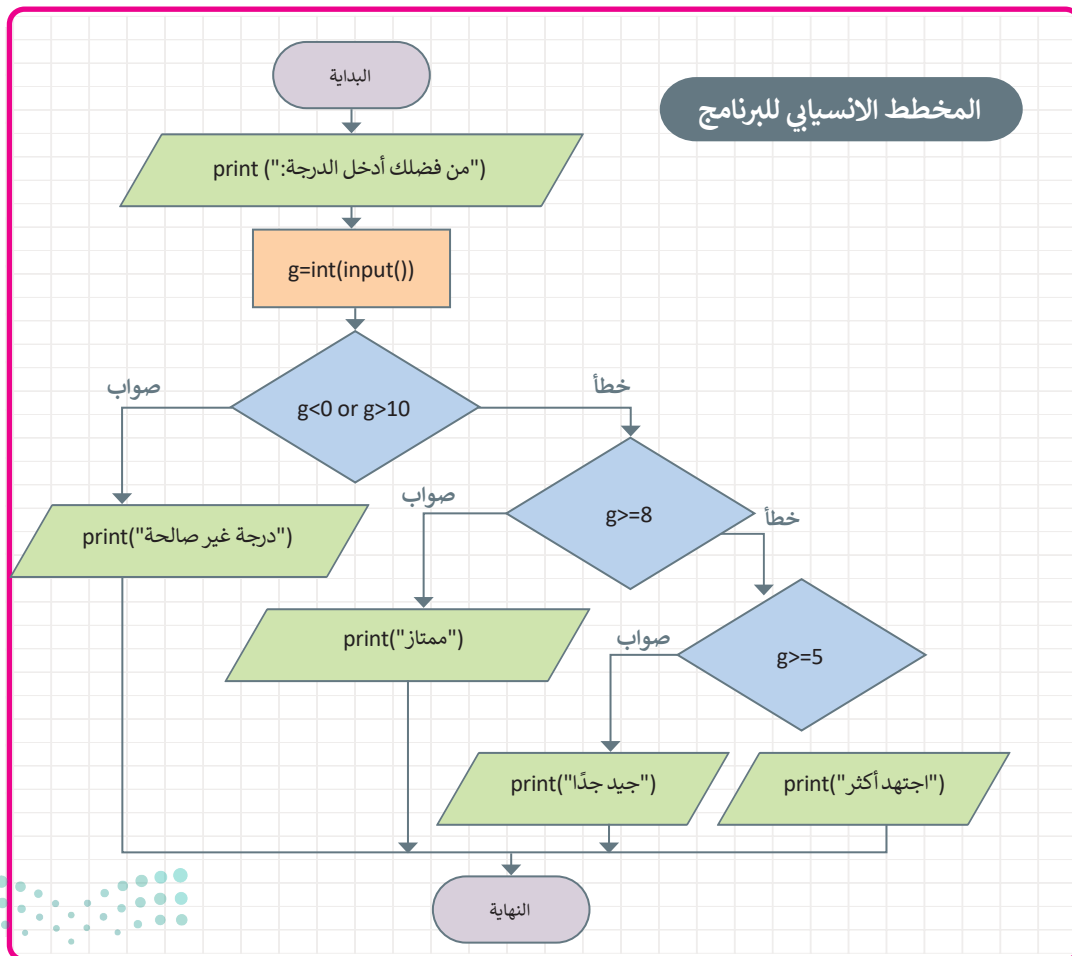 البداية
المخطط الانسيابي للبرنامج
print ("من فضلك أدخل الدرجة:")
g=int(input())
صواب
خطأ
g<0 or g>10
صواب
g>=8
خطأ
print("درجة غير صالحة")
print("ممتاز")
صواب
g>=5
print("جيد جدًا")
print("اجتهد أكثر")
النهاية